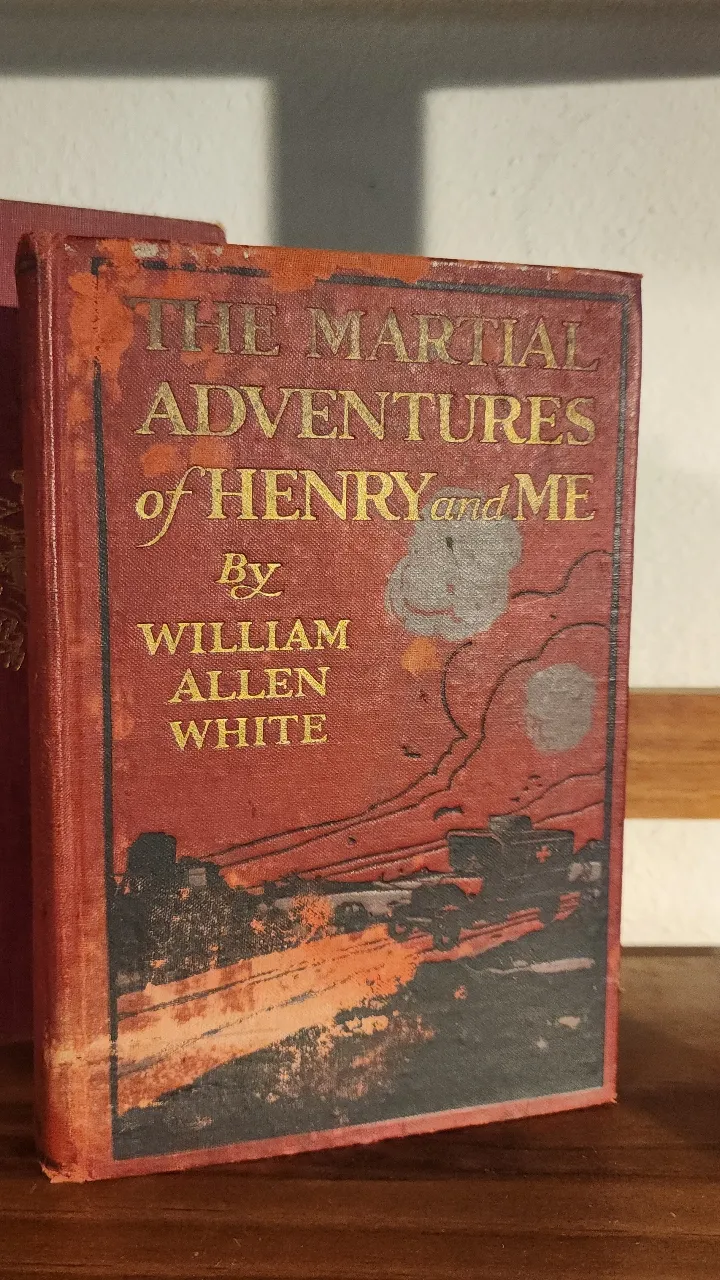 THE MARTIAL
ADVENTURES
of HENRY and ME
By
WILLIAM
ALLEN
WHITE